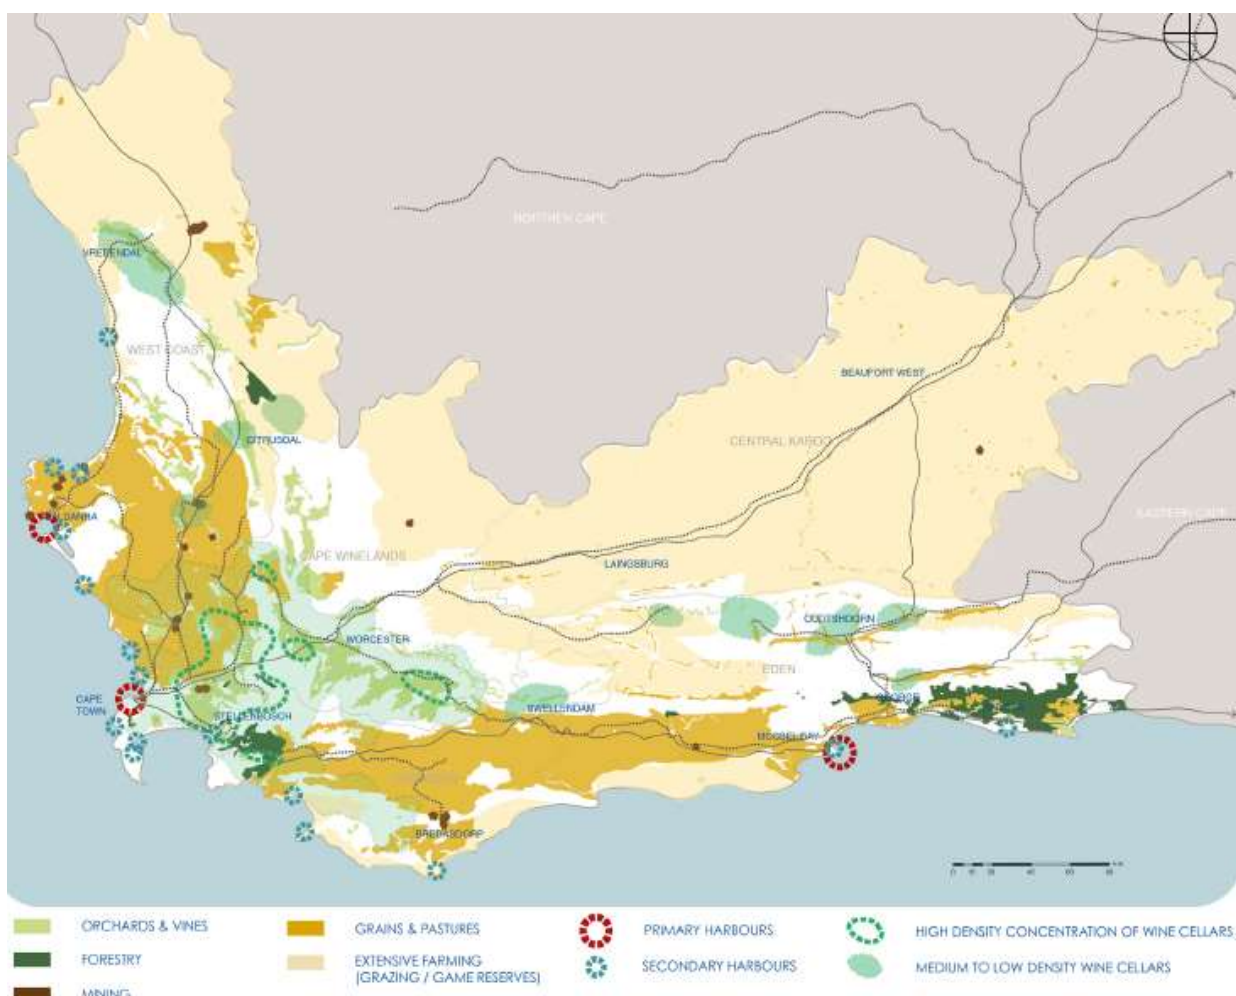 NORTHEN CAPE
VREDENDAL
WEST COAST
BEAUFORT WEST
CITRUSDAL
CENTRAL KAROO
EASTERN CAPE
CAPE WINELANDS
LAINGSBURG
OUDTSHOORN
WORCESTER
EDEN
CAPE
TOWN
STELLENBOSCH
SWELLENDAM
GEORGE
MOSSEL BAY
BREDASDORP
ORCHARDS & VINES
GRAINS & PASTURES
PRIMARY HARBOURS
HIGH DENSITY CONCENTRATION OF WINE CELLARS
FORESTRY
EXTENSIVE FARMING
(GRAZING / GAME RESERVES)
SECONDARY HARBOURS
MEDIUM TO LOW DENSITY WINE CELLARS
MINING